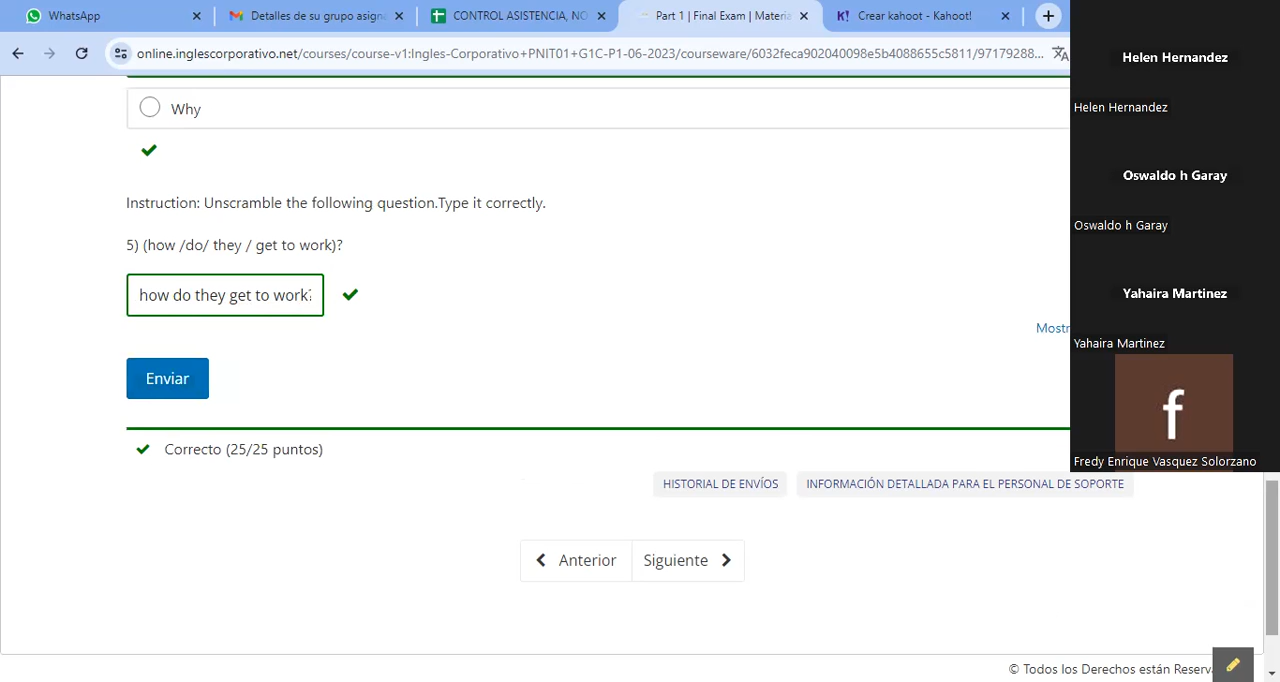 WhatsApp
Detalles de su grupo asigna
CONTROL ASISTENCIA, NO
Part 1 | Final Exam | Materia
K! Crear kahoot - Kahoot!
online.inglescorporativo.net/courses/course-v1:Ingles-Corporativo+PNIT01+G1C-P1-06-2023/courseware/6032feca902040098e5b4088655c5811/97179288...
Why
Instruction: Unscramble the following question.Type it correctly.
5) (how /do/ they / get to work)?
how do they get to work?
Mostr
Enviar
Correcto (25/25 puntos)
HISTORIAL DE ENVÍOS
INFORMACIÓN DETALLADA PARA EL PERSONAL DE SOPORTE
Anterior
Siguiente
© Todos los Derechos están Reserva
Helen Hernandez
Helen Hernandez
Oswaldo h Garay
Oswaldo h Garay
Yahaira Martinez
Yahaira Martinez
f
Fredy Enrique Vasquez Solorzano